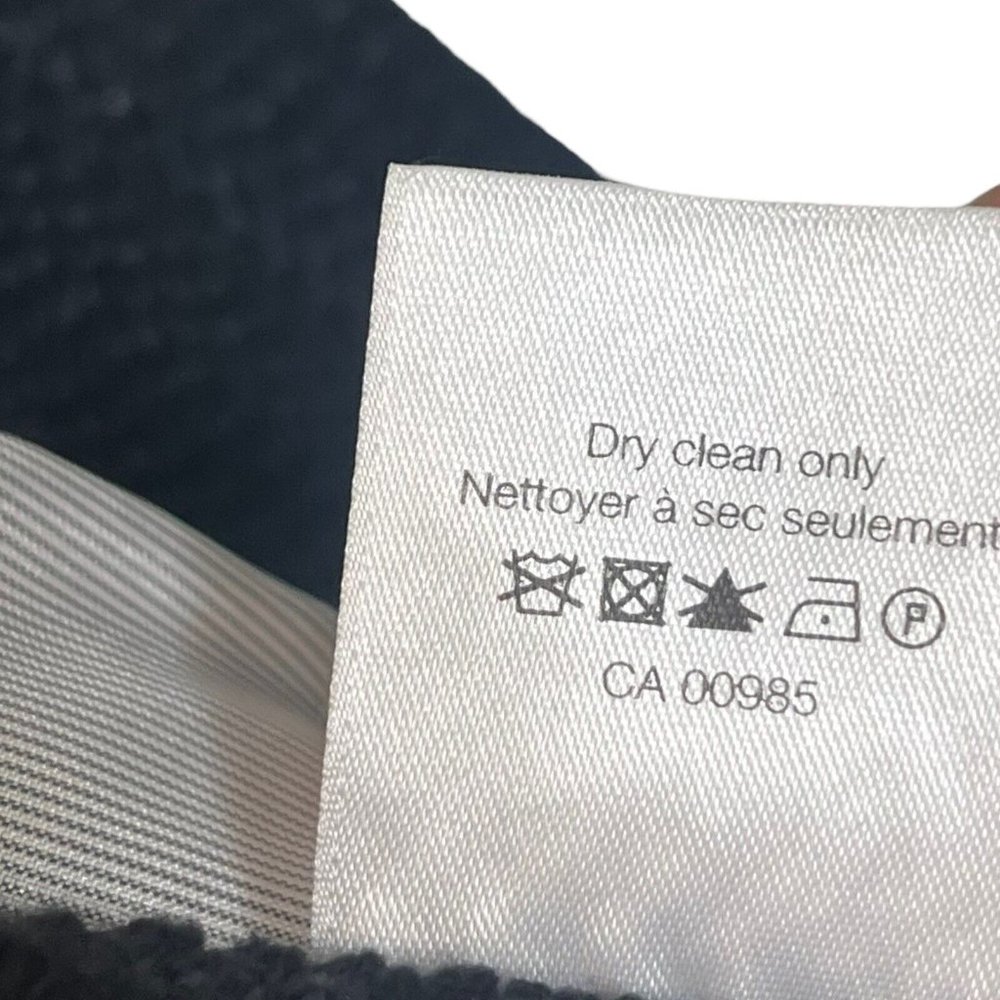 Dry clean only
Nettoyer à sec seulement
P
CA 00985